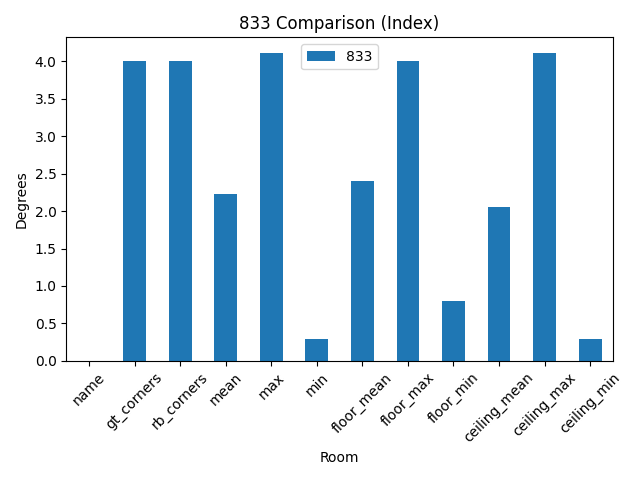 833 Comparison (Index)
833
Degrees
4.0
3.5
3.0
2.5
2.0
1.5
1.0
0.5
0.0
name
gt_corners
rb_corners
mean
max
min
floor_mean
floor_max
floor_min
ceiling_mean
ceiling_max
ceiling_min
Room